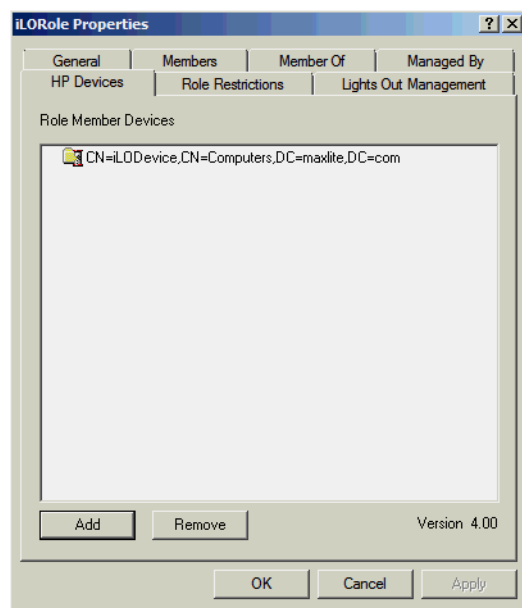 iLORole Properties
General Members Member Of Managed By
HP Devices Role Restrictions Lights Out Management
Role Member Devices
CN=iLODevice,CN=Computers,DC=maxlite,DC=com
Add Remove Version 4.00
OK Cancel Apply